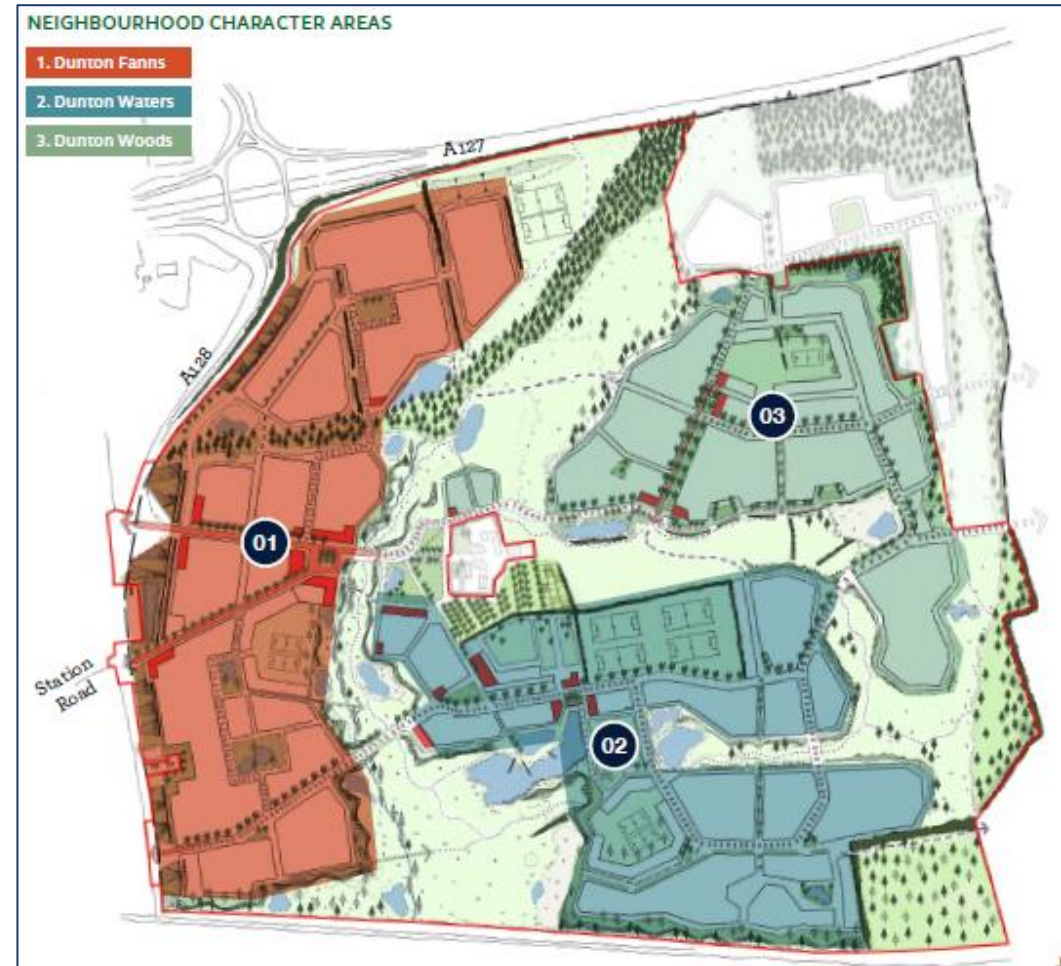 NEIGHBOURHOOD CHARACTER AREAS
1. Dunton Fanns
2. Dunton Waters
3. Dunton Woods
A127
A128
03
01
Station
Road
02